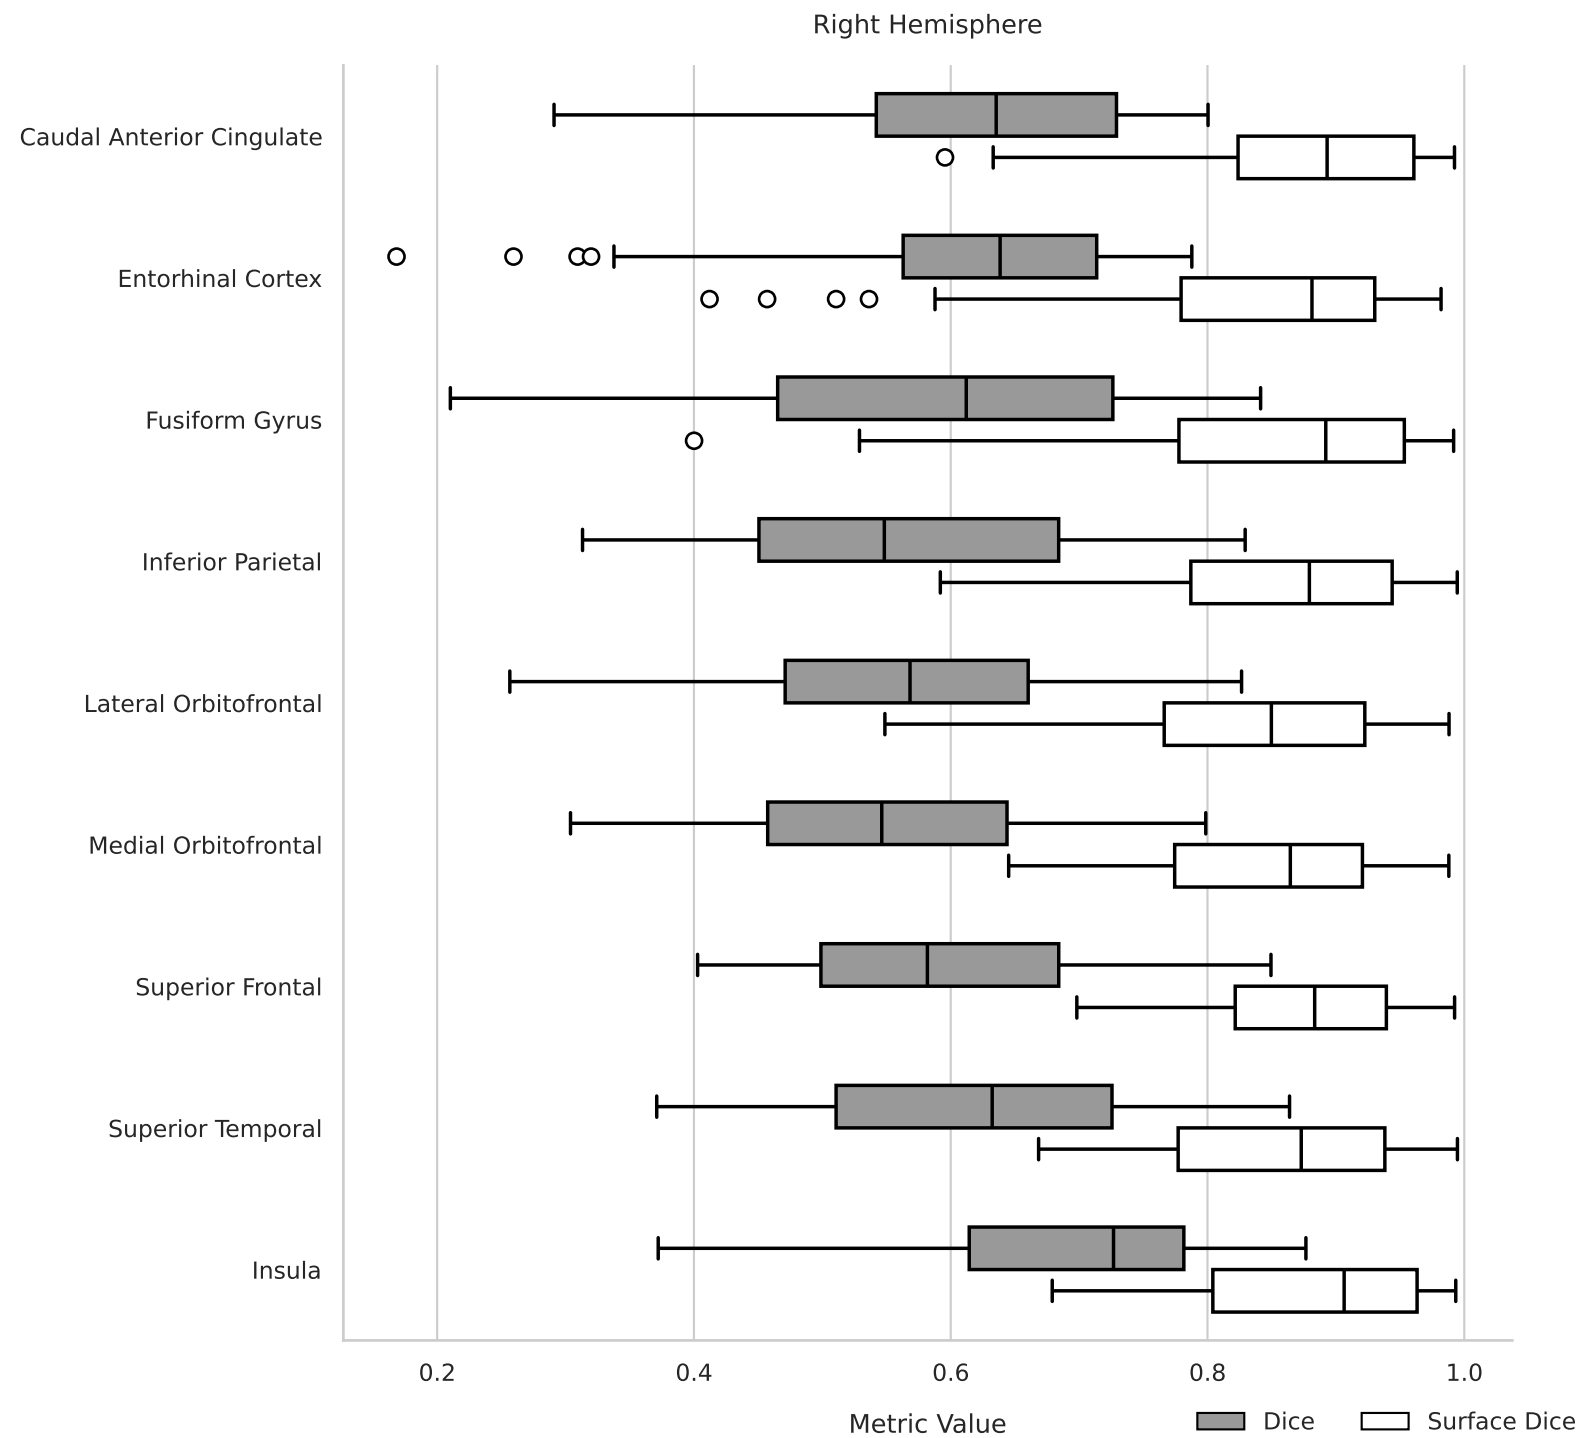 Right Hemisphere
Caudal Anterior Cingulate
Entorhinal Cortex
Fusiform Gyrus
Inferior Parietal
Lateral Orbitofrontal
Medial Orbitofrontal
Superior Frontal
Superior Temporal
Insula
0.2 0.4 0.6 0.8 1.0
Metric Value
Dice Surface Dice